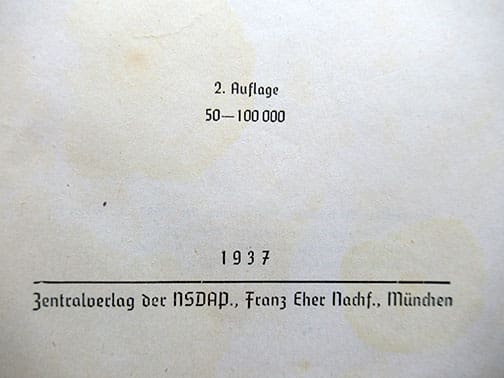 2. Auflage
50—100 000
1937
Zentralverlag der NSDAP., Franz Eher Nachf., München